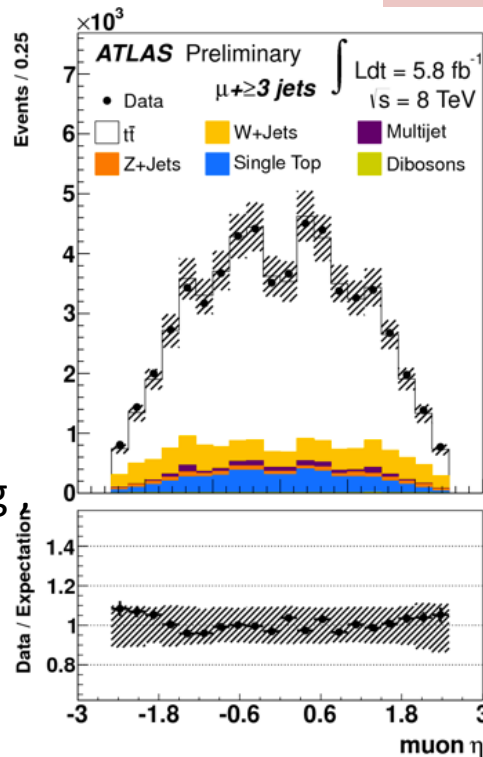 ×10³
7
6
5
4
3
2
1
0
Events / 0.25
ATLAS Preliminary
∫ Ldt = 5.8 fb⁻¹
μ+≥3 jets
√s = 8 TeV
Data
tt̄
W+Jets
Multijet
Z+Jets
Single Top
Dibosons
g
Data / Expectation
1.4
1.2
1
0.8
-3 -1.8 -0.6 0.6 1.8 3
muon η